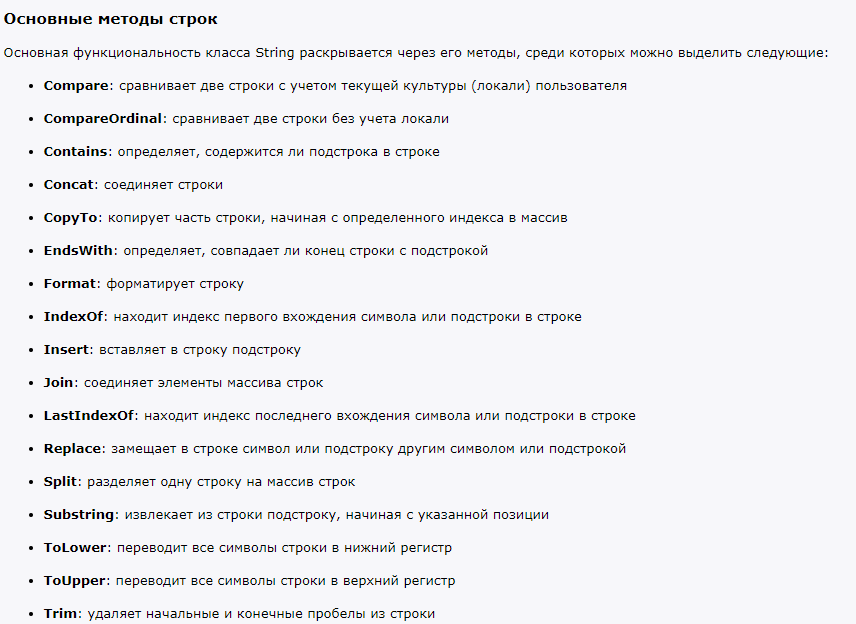 Основные методы строк
Основная функциональность класса String раскрывается через его методы, среди которых можно выделить следующие:
• Compare: сравнивает две строки с учетом текущей культуры (локали) пользователя
• CompareOrdinal: сравнивает две строки без учета локали
• Contains: определяет, содержится ли подстрока в строке
• Concat: соединяет строки
• CopyTo: копирует часть строки, начиная с определенного индекса в массив
• EndsWith: определяет, совпадает ли конец строки с подстрокой
• Format: форматирует строку
• IndexOf: находит индекс первого вхождения символа или подстроки в строке
• Insert: вставляет в строку подстроку
• Join: соединяет элементы массива строк
• LastIndexOf: находит индекс последнего вхождения символа или подстроки в строке
• Replace: замещает в строке символ или подстроку другим символом или подстрокой
• Split: разделяет одну строку на массив строк
• Substring: извлекает из строки подстроку, начиная с указанной позиции
• ToLower: переводит все символы строки в нижний регистр
• ToUpper: переводит все символы строки в верхний регистр
• Trim: удаляет начальные и конечные пробелы из строки